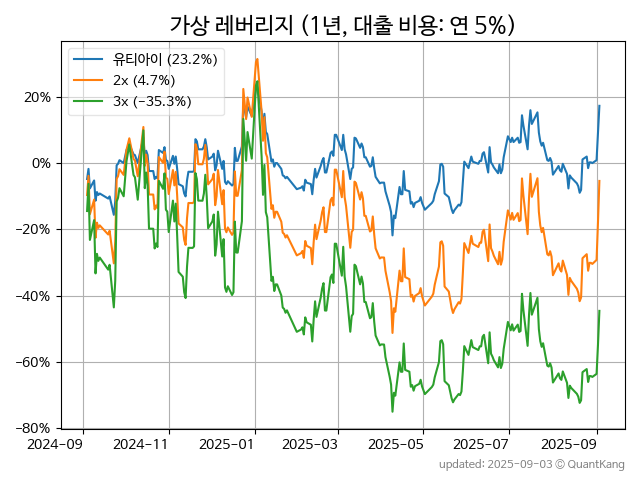 가상 레버리지 (1년, 대출 비용: 연 5%)
유티아이 (23.2%)
2x (4.7%)
3x (−35.3%)
20%
0%
−20%
−40%
−60%
−80%
2024-09 2024-11 2025-01 2025-03 2025-05 2025-07 2025-09
updated: 2025-09-03 © QuantKang